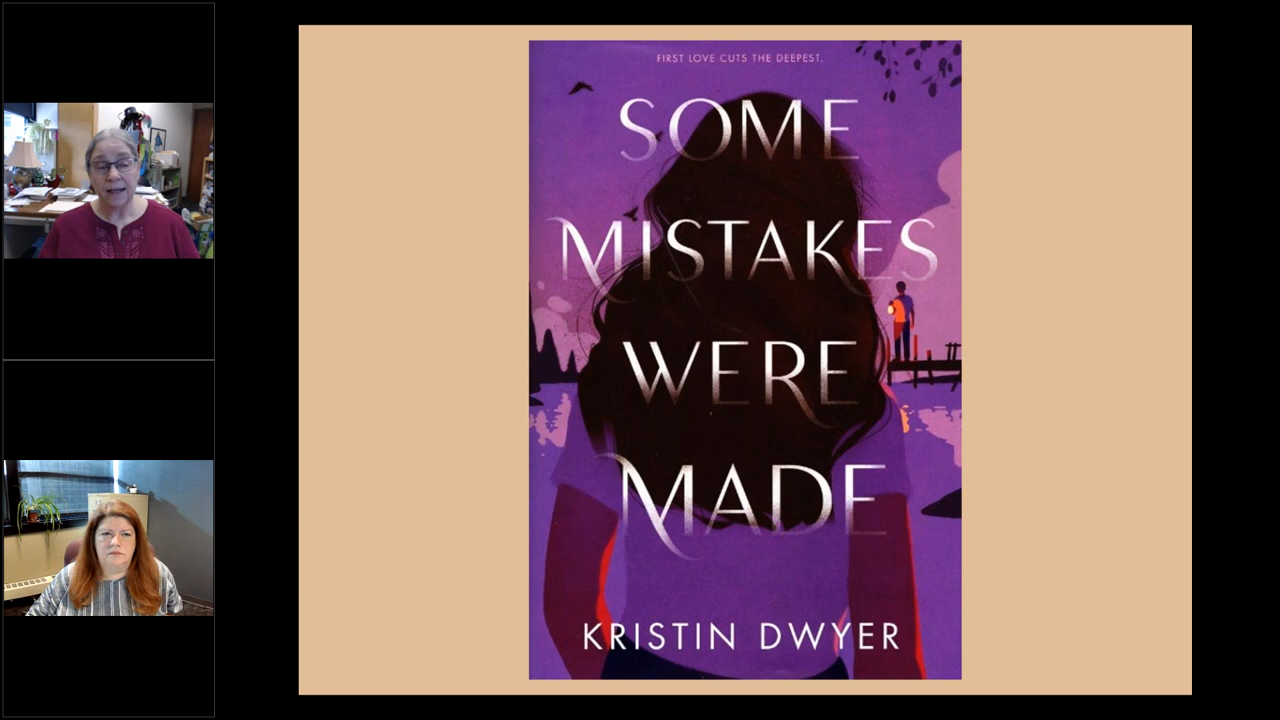 FIRST LOVE CUTS THE DEEPEST.
SOME
MISTAKES
WERE
MADE
KRISTIN DWYER